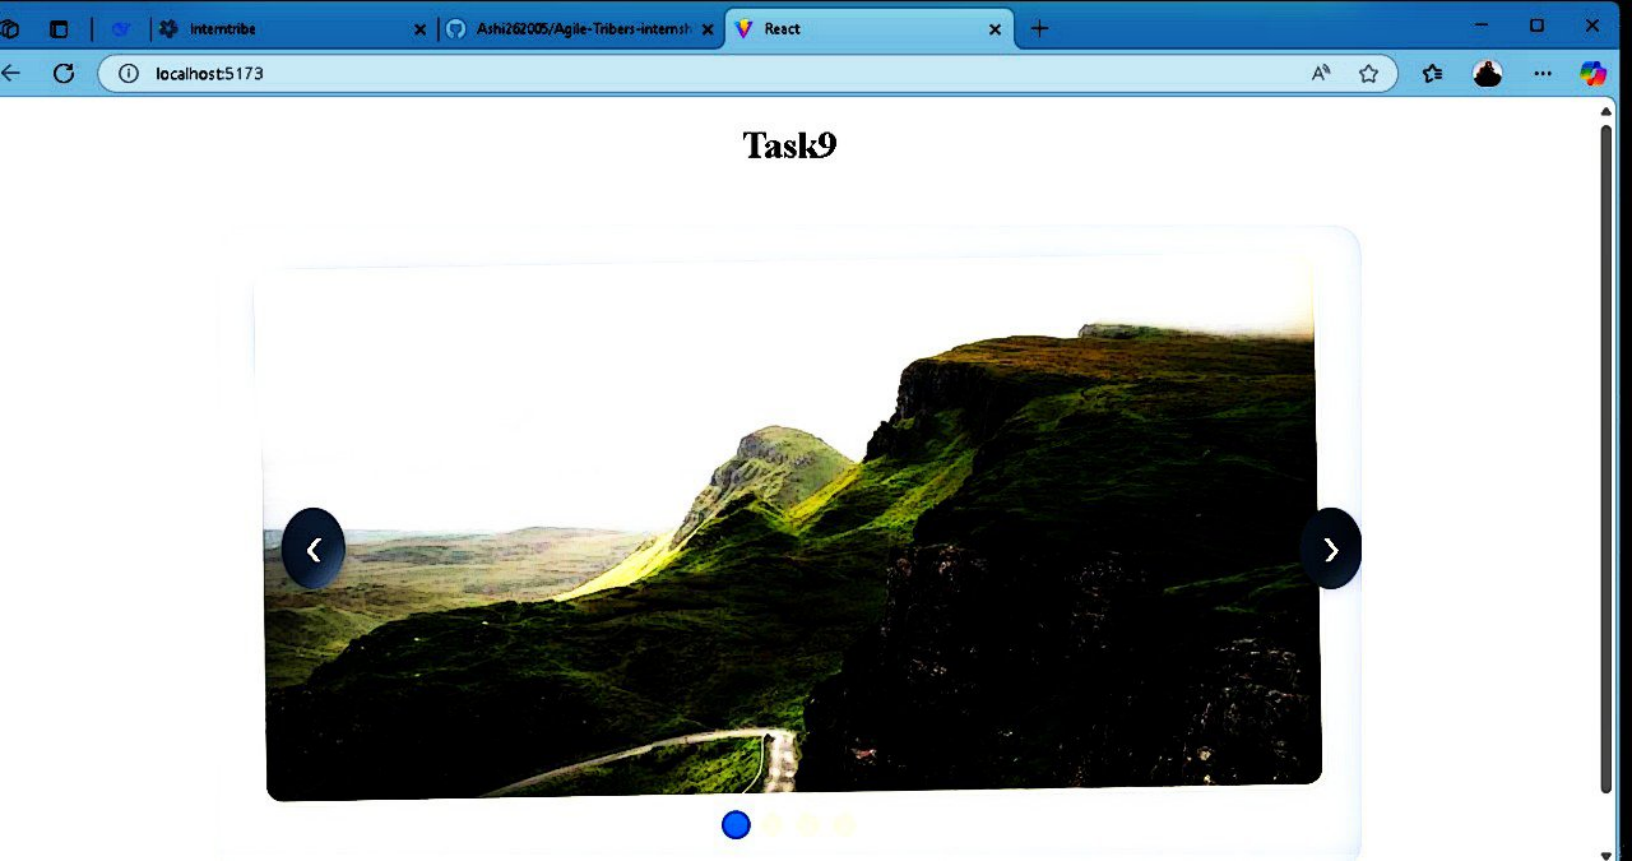 Interntribe
Ashi262005/Agile-Tribers-internsh
React
localhost:5173
Task9